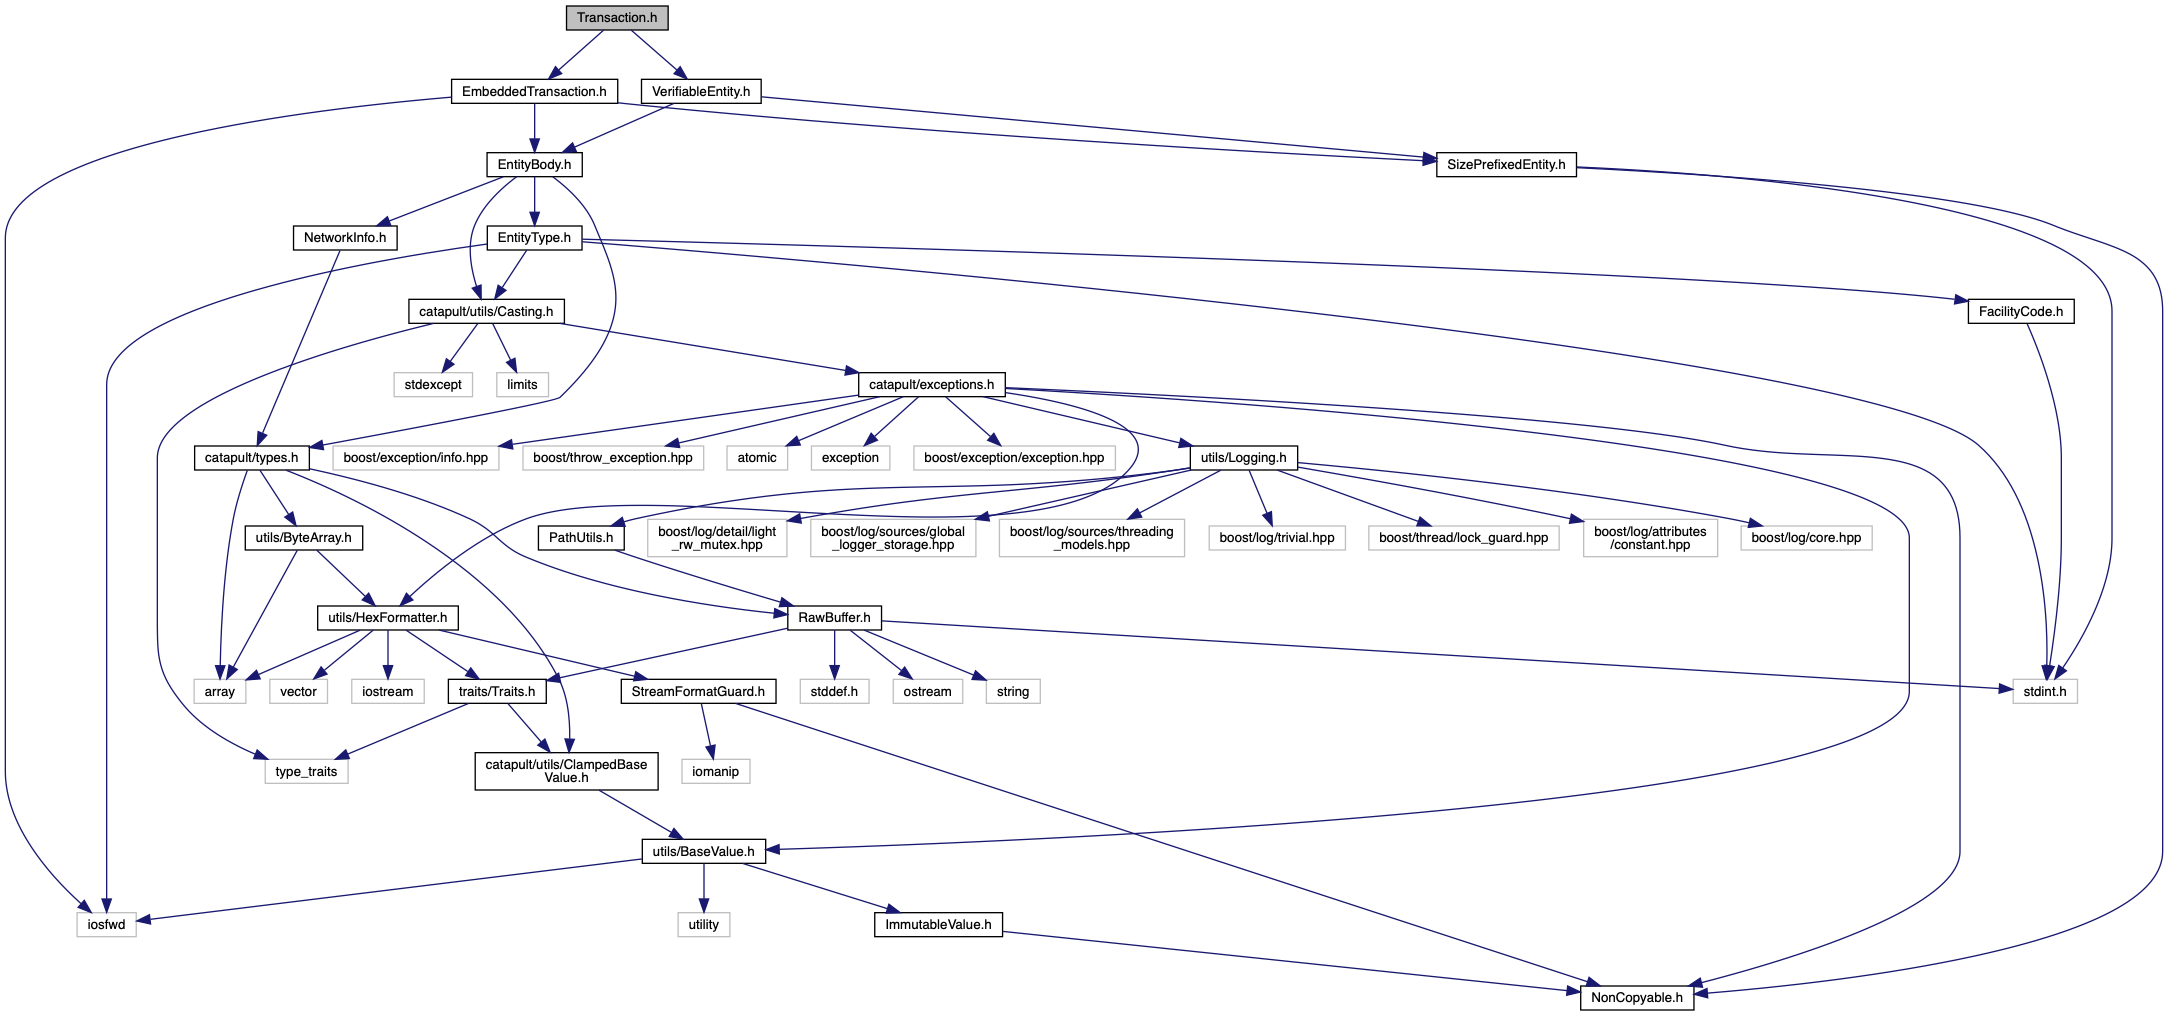 Transaction.h
EmbeddedTransaction.h
VerifiableEntity.h
EntityBody.h
SizePrefixedEntity.h
NetworkInfo.h
EntityType.h
catapult/utils/Casting.h
FacilityCode.h
stdexcept
limits
catapult/exceptions.h
catapult/types.h
boost/exception/info.hpp
boost/throw_exception.hpp
atomic
exception
boost/exception/exception.hpp
utils/Logging.h
utils/ByteArray.h
PathUtils.h
boost/log/detail/light
_rw_mutex.hpp
boost/log/sources/global
_logger_storage.hpp
boost/log/sources/threading
_models.hpp
boost/log/trivial.hpp
boost/thread/lock_guard.hpp
boost/log/attributes
/constant.hpp
boost/log/core.hpp
utils/HexFormatter.h
RawBuffer.h
array
vector
iostream
traits/Traits.h
StreamFormatGuard.h
stddef.h
ostream
string
stdint.h
type_traits
catapult/utils/ClampedBase
Value.h
iomanip
utils/BaseValue.h
iosfwd
utility
ImmutableValue.h
NonCopyable.h